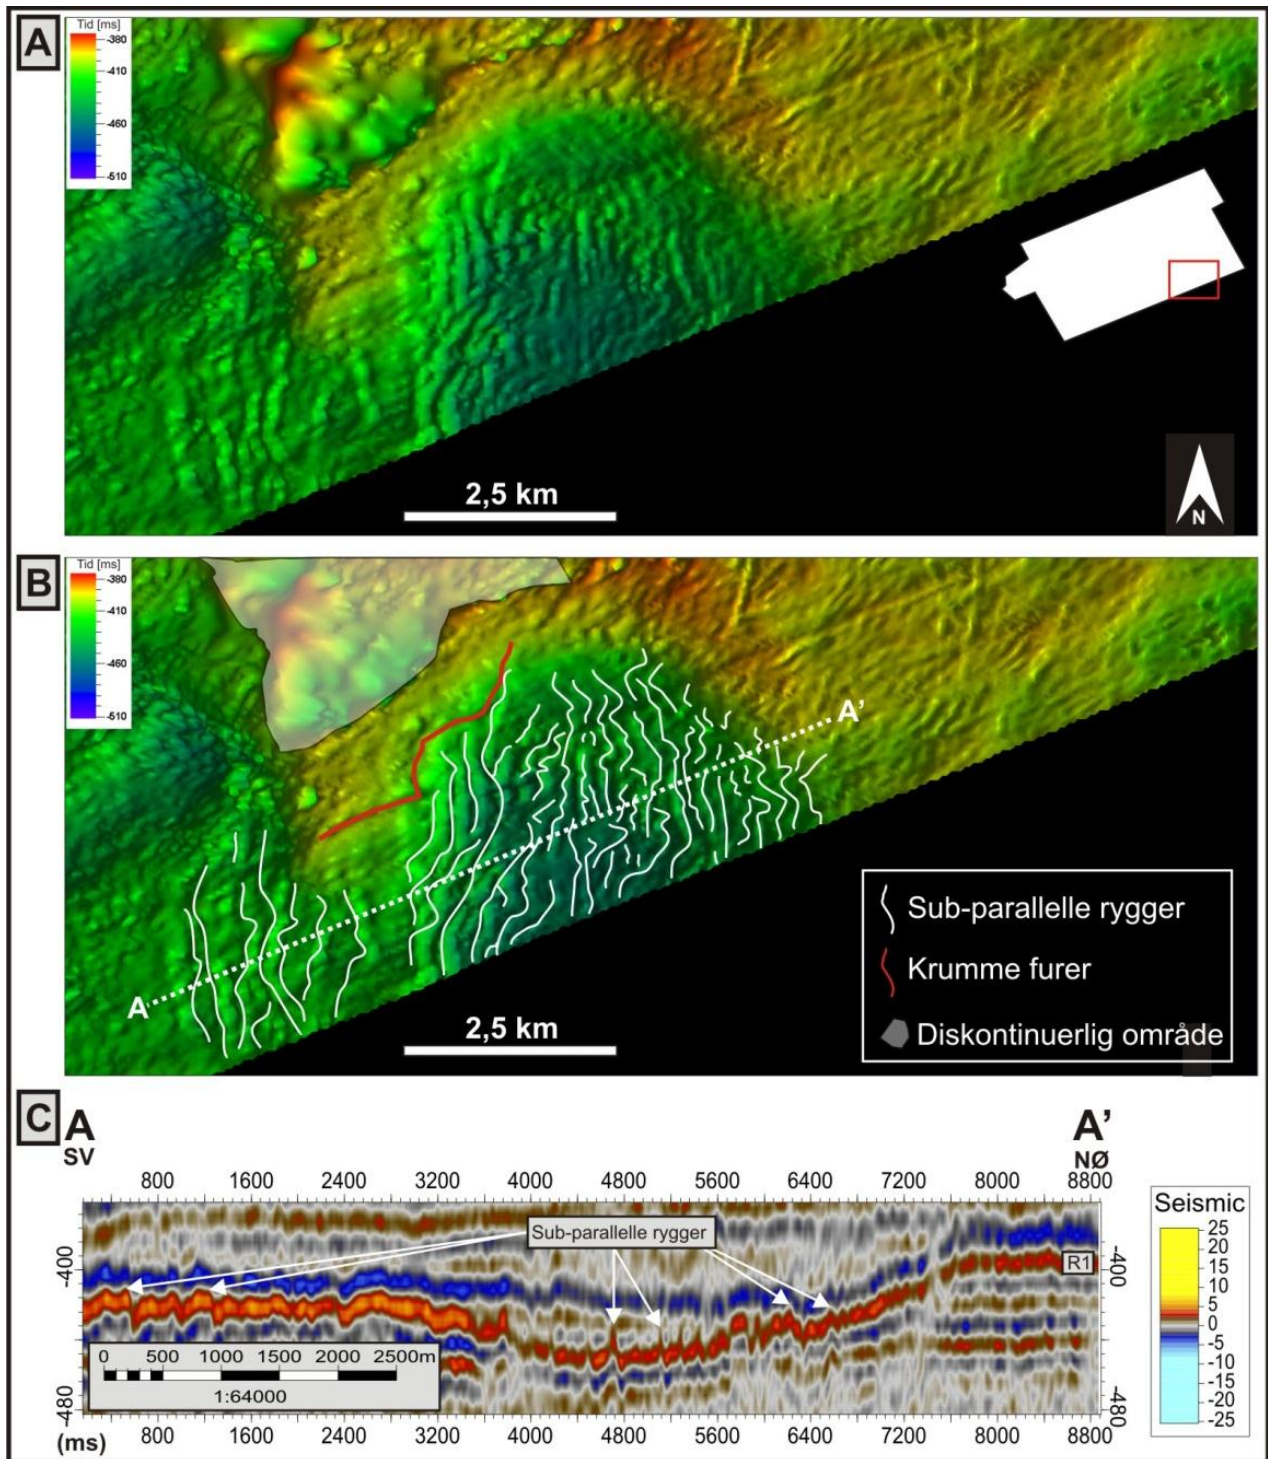 A
Tid [ms]
-380
-410
-460
-510
2,5 km
N
B
Tid [ms]
-380
-410
-460
-510
A'
A
Sub-parallelle rygger
Krumme furer
Diskontinuerlig område
2,5 km
C
A
A'
SV
NØ
800 1600 2400 3200 4000 4800 5600 6400 7200 8000 8800
Sub-parallelle rygger
-400
-400
R1
0 500 1000 1500 2000 2500m
1:64000
-480
-480
(ms)
800 1600 2400 3200 4000 4800 5600 6400 7200 8000 8800
Seismic
25
20
15
10
5
0
-5
-10
-15
-20
-25